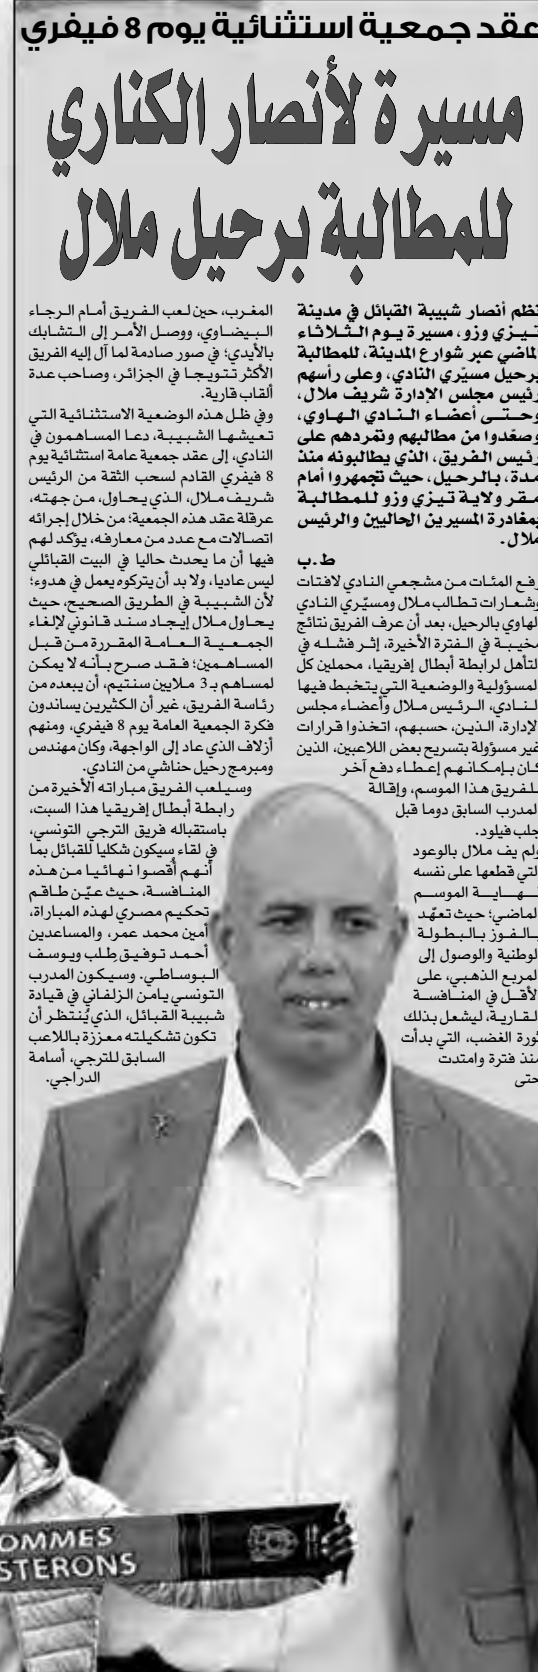 عقد جمعية استثنائية يوم 8 فيفري
مسيرة لأنصار الكناري
للمطالبة برحيل ملال
نظم أنصار شبيبة القبائل في مدينة
تيزي وزو، مسيرة يوم الثلاثاء
الماضي عبر شوارع المدينة، للمطالبة
برحيل مسيّري النادي، وعلى رأسهم
رئيس مجلس الإدارة شريف ملال،
وحتى أعضاء النادي الهاوي،
وصعّدوا من مطالبهم وتمردهم على
رئيس الفريق، الذي يطالبونه منذ
مدة، بالرحيل، حيث تجمهروا أمام
مقر ولاية تيزي وزو للمطالبة
بمغادرة المسيرين الحاليين والرئيس
ملال.
ط.ب
رفع المئات من مشجعي النادي لافتات
وشعارات تطالب ملال ومسيّري النادي
الهاوي بالرحيل، بعد أن عرف الفريق نتائج
مخيبة في الفترة الأخيرة، إثر فشله في
التأهل لرابطة أبطال إفريقيا، محملين كل
المسؤولية والوضعية التي يتخبط فيها
النادي، الرئيس ملال وأعضاء مجلس
الإدارة، الذين، حسبهم، اتخذوا قرارات
غير مسؤولة بتسريح بعض اللاعبين، الذين
كان بإمكانهم إعطاء دفع آخر
للفريق هذا الموسم، وإقالة
المدرب السابق دوما قبل
جلب فيلود.
ولم يف ملال بالوعود
التي قطعها على نفسه
نهاية الموسم
الماضي؛ حيث تعهّد
بالفوز بالبطولة
الوطنية والوصول إلى
المربع الذهبي، على
الأقل في المنافسة
القارية، ليشعل بذلك
ثورة الغضب، التي بدأت
منذ فترة وامتدت
حتى
المغرب، حين لعب الفريق أمام الرجاء
البيضاوي، ووصل الأمر إلى التشابك
بالأيدي؛ في صور صادمة لما آل إليه الفريق
الأكثر تتويجا في الجزائر، وصاحب عدة
ألقاب قارية.
وفي ظل هذه الوضعية الاستثنائية التي
تعيشها الشبيبة، دعا المساهمون في
النادي، إلى عقد جمعية عامة استثنائية يوم
8 فيفري القادم لسحب الثقة من الرئيس
شريف ملال، الذي يحاول، من جهته،
عرقلة عقد هذه الجمعية؛ من خلال إجرائه
اتصالات مع عدد من معارفه، يؤكد لهم
فيها أن ما يحدث حاليا في البيت القبائلي
ليس عاديا، ولا بد أن يتركوه يعمل في هدوء؛
لأن الشبيبة في الطريق الصحيح، حيث
يحاول ملال إيجاد سند قانوني لإلغاء
الجمعية العامة المقررة من قبل
المساهمين؛ فقد صرح بأنه لا يمكن
لمساهم بـ 3 ملايين سنتيم، أن يبعده من
رئاسة الفريق، غير أن الكثيرين يساندون
فكرة الجمعية العامة يوم 8 فيفري، ومنهم
أزلاف الذي عاد إلى الواجهة، وكان مهندس
ومبرمج رحيل حناشي من النادي.
وسيلعب الفريق مباراته الأخيرة من
رابطة أبطال إفريقيا هذا السبت،
باستقباله فريق الترجي التونسي،
في لقاء سيكون شكليا للقبائل بما
أنهم أُقصوا نهائيا من هذه
المنافسة، حيث عيّن طاقم
تحكيم مصري لهذه المباراة،
أمين محمد عمر، والمساعدين
أحمد توفيق طلب ويوسف
البوساطي. وسيكون المدرب
التونسي يامن الزلفاني في قيادة
شبيبة القبائل، الذي يُنتظر أن
تكون تشكيلته معززة باللاعب
السابق للترجي، أسامة
الدراجي.
OMMES
STERONS